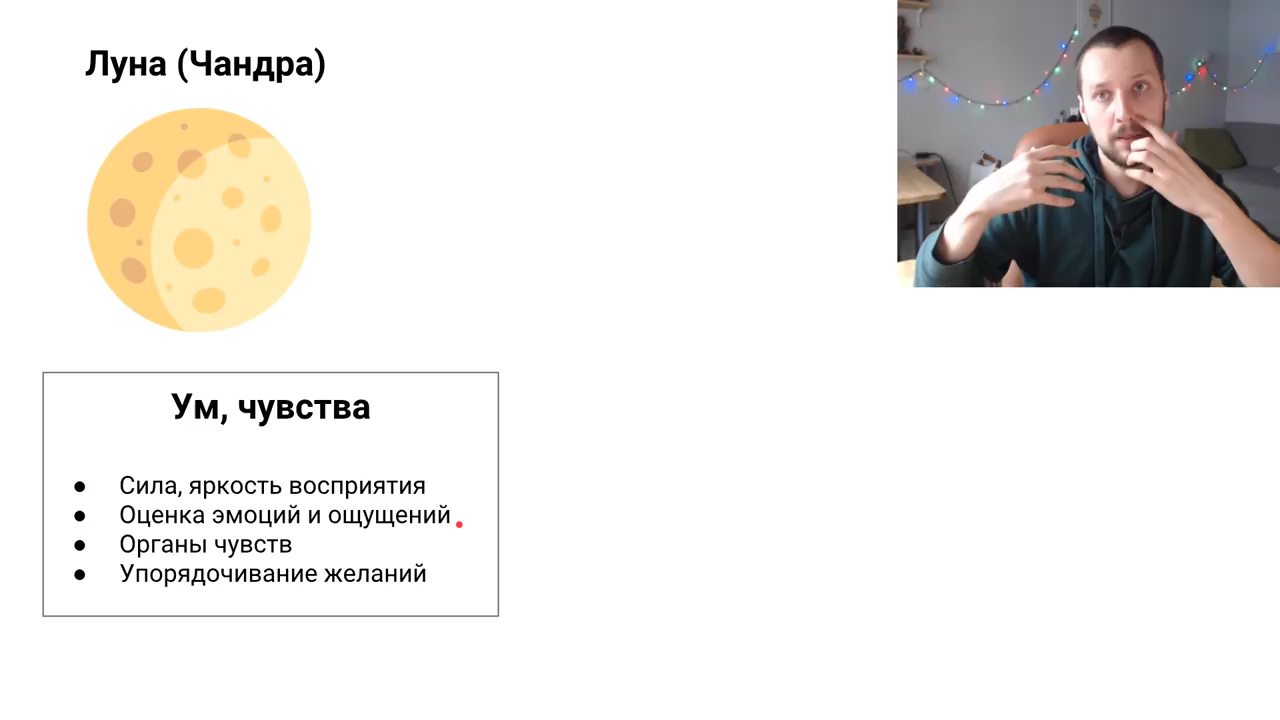 Луна (Чандра)
Ум, чувства
● Сила, яркость восприятия
● Оценка эмоций и ощущений
● Органы чувств
● Упорядочивание желаний